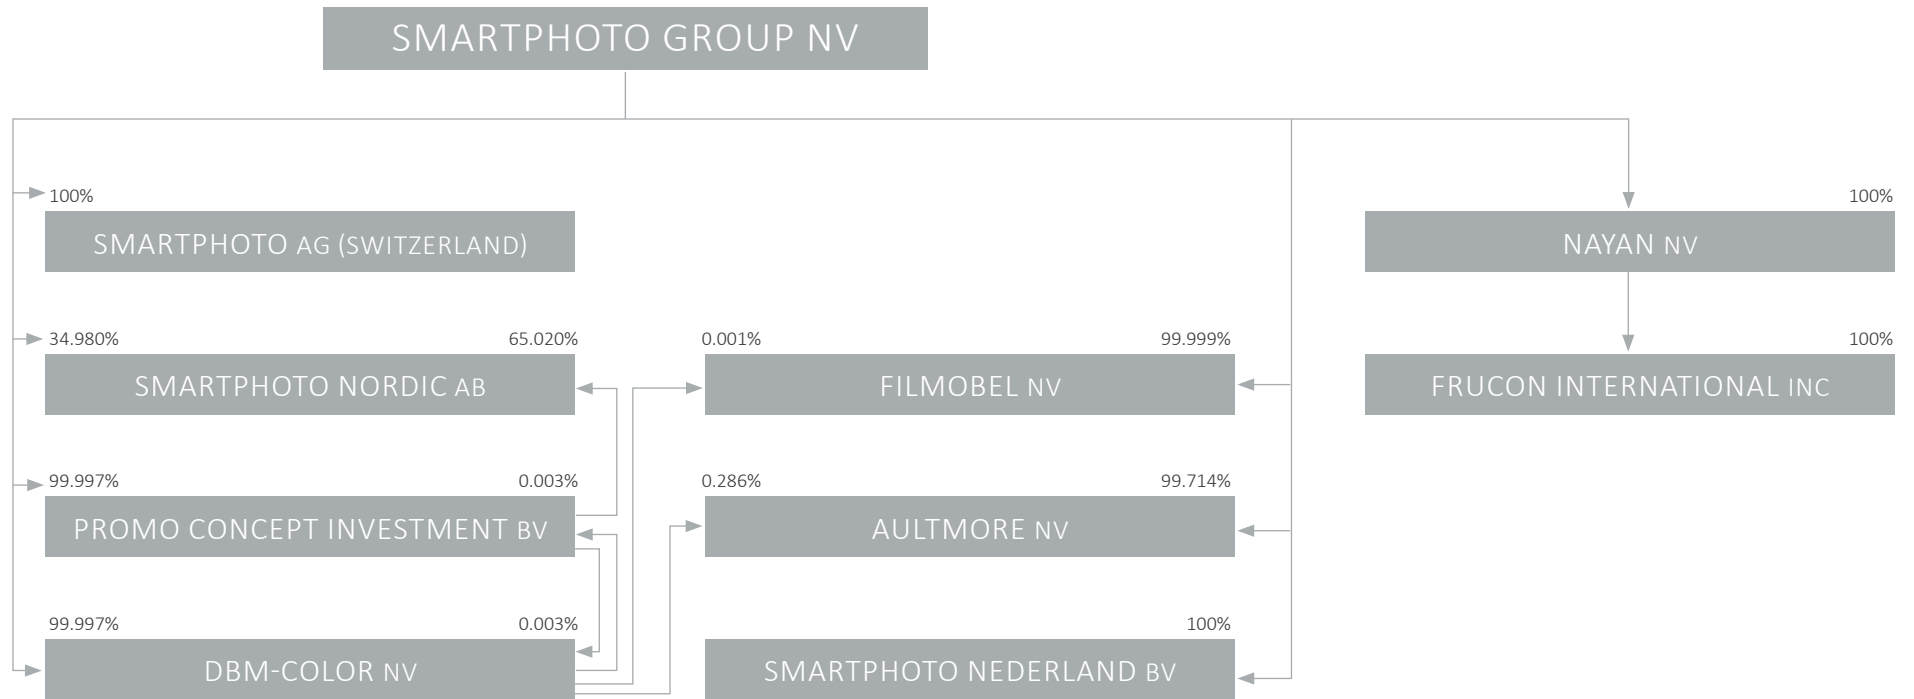 SMARTPHOTO GROUP NV
100%
SMARTPHOTO AG (SWITZERLAND)
100%
NAYAN NV
34.980% 65.020%
SMARTPHOTO NORDIC AB
0.001% 99.999%
FILMOBEL NV
100%
FRUCON INTERNATIONAL INC
99.997% 0.003%
PROMO CONCEPT INVESTMENT BV
0.286% 99.714%
AULTMORE NV
99.997% 0.003%
DBM-COLOR NV
100%
SMARTPHOTO NEDERLAND BV